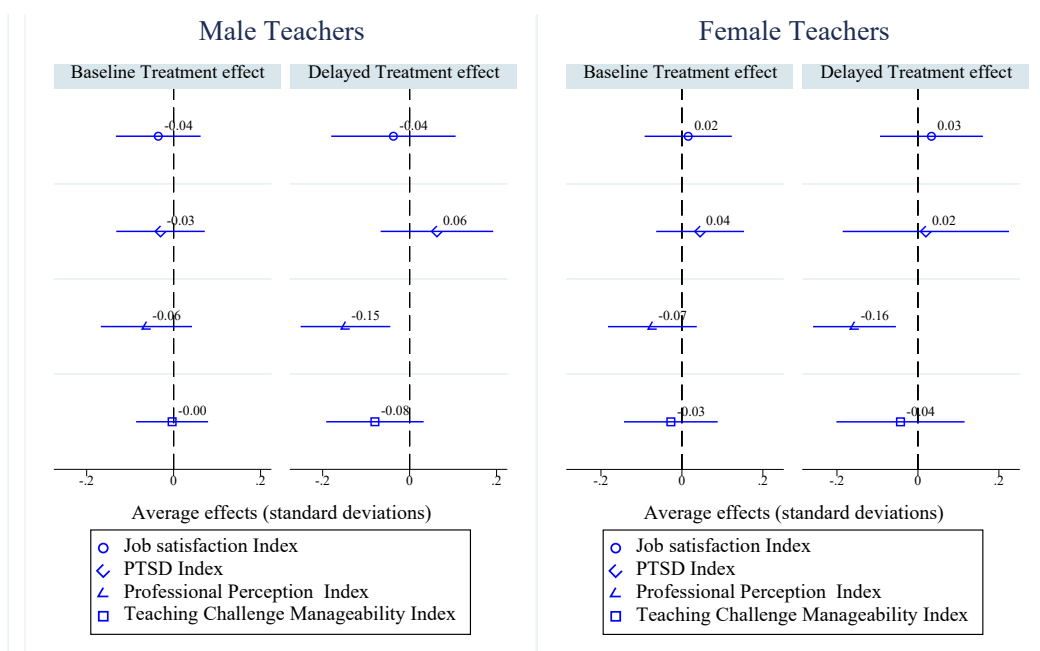 Male Teachers
Baseline Treatment effect
Delayed Treatment effect
-0.04
-0.04
-0.03
0.06
-0.06
-0.15
-0.00
-0.08
-.2 0 .2
-.2 0 .2
Average effects (standard deviations)
Job satisfaction Index
PTSD Index
Professional Perception Index
Teaching Challenge Manageability Index
Female Teachers
Baseline Treatment effect
Delayed Treatment effect
0.02
0.03
0.04
0.02
-0.07
-0.16
-0.03
-0.04
-.2 0 .2
-.2 0 .2
Average effects (standard deviations)
Job satisfaction Index
PTSD Index
Professional Perception Index
Teaching Challenge Manageability Index